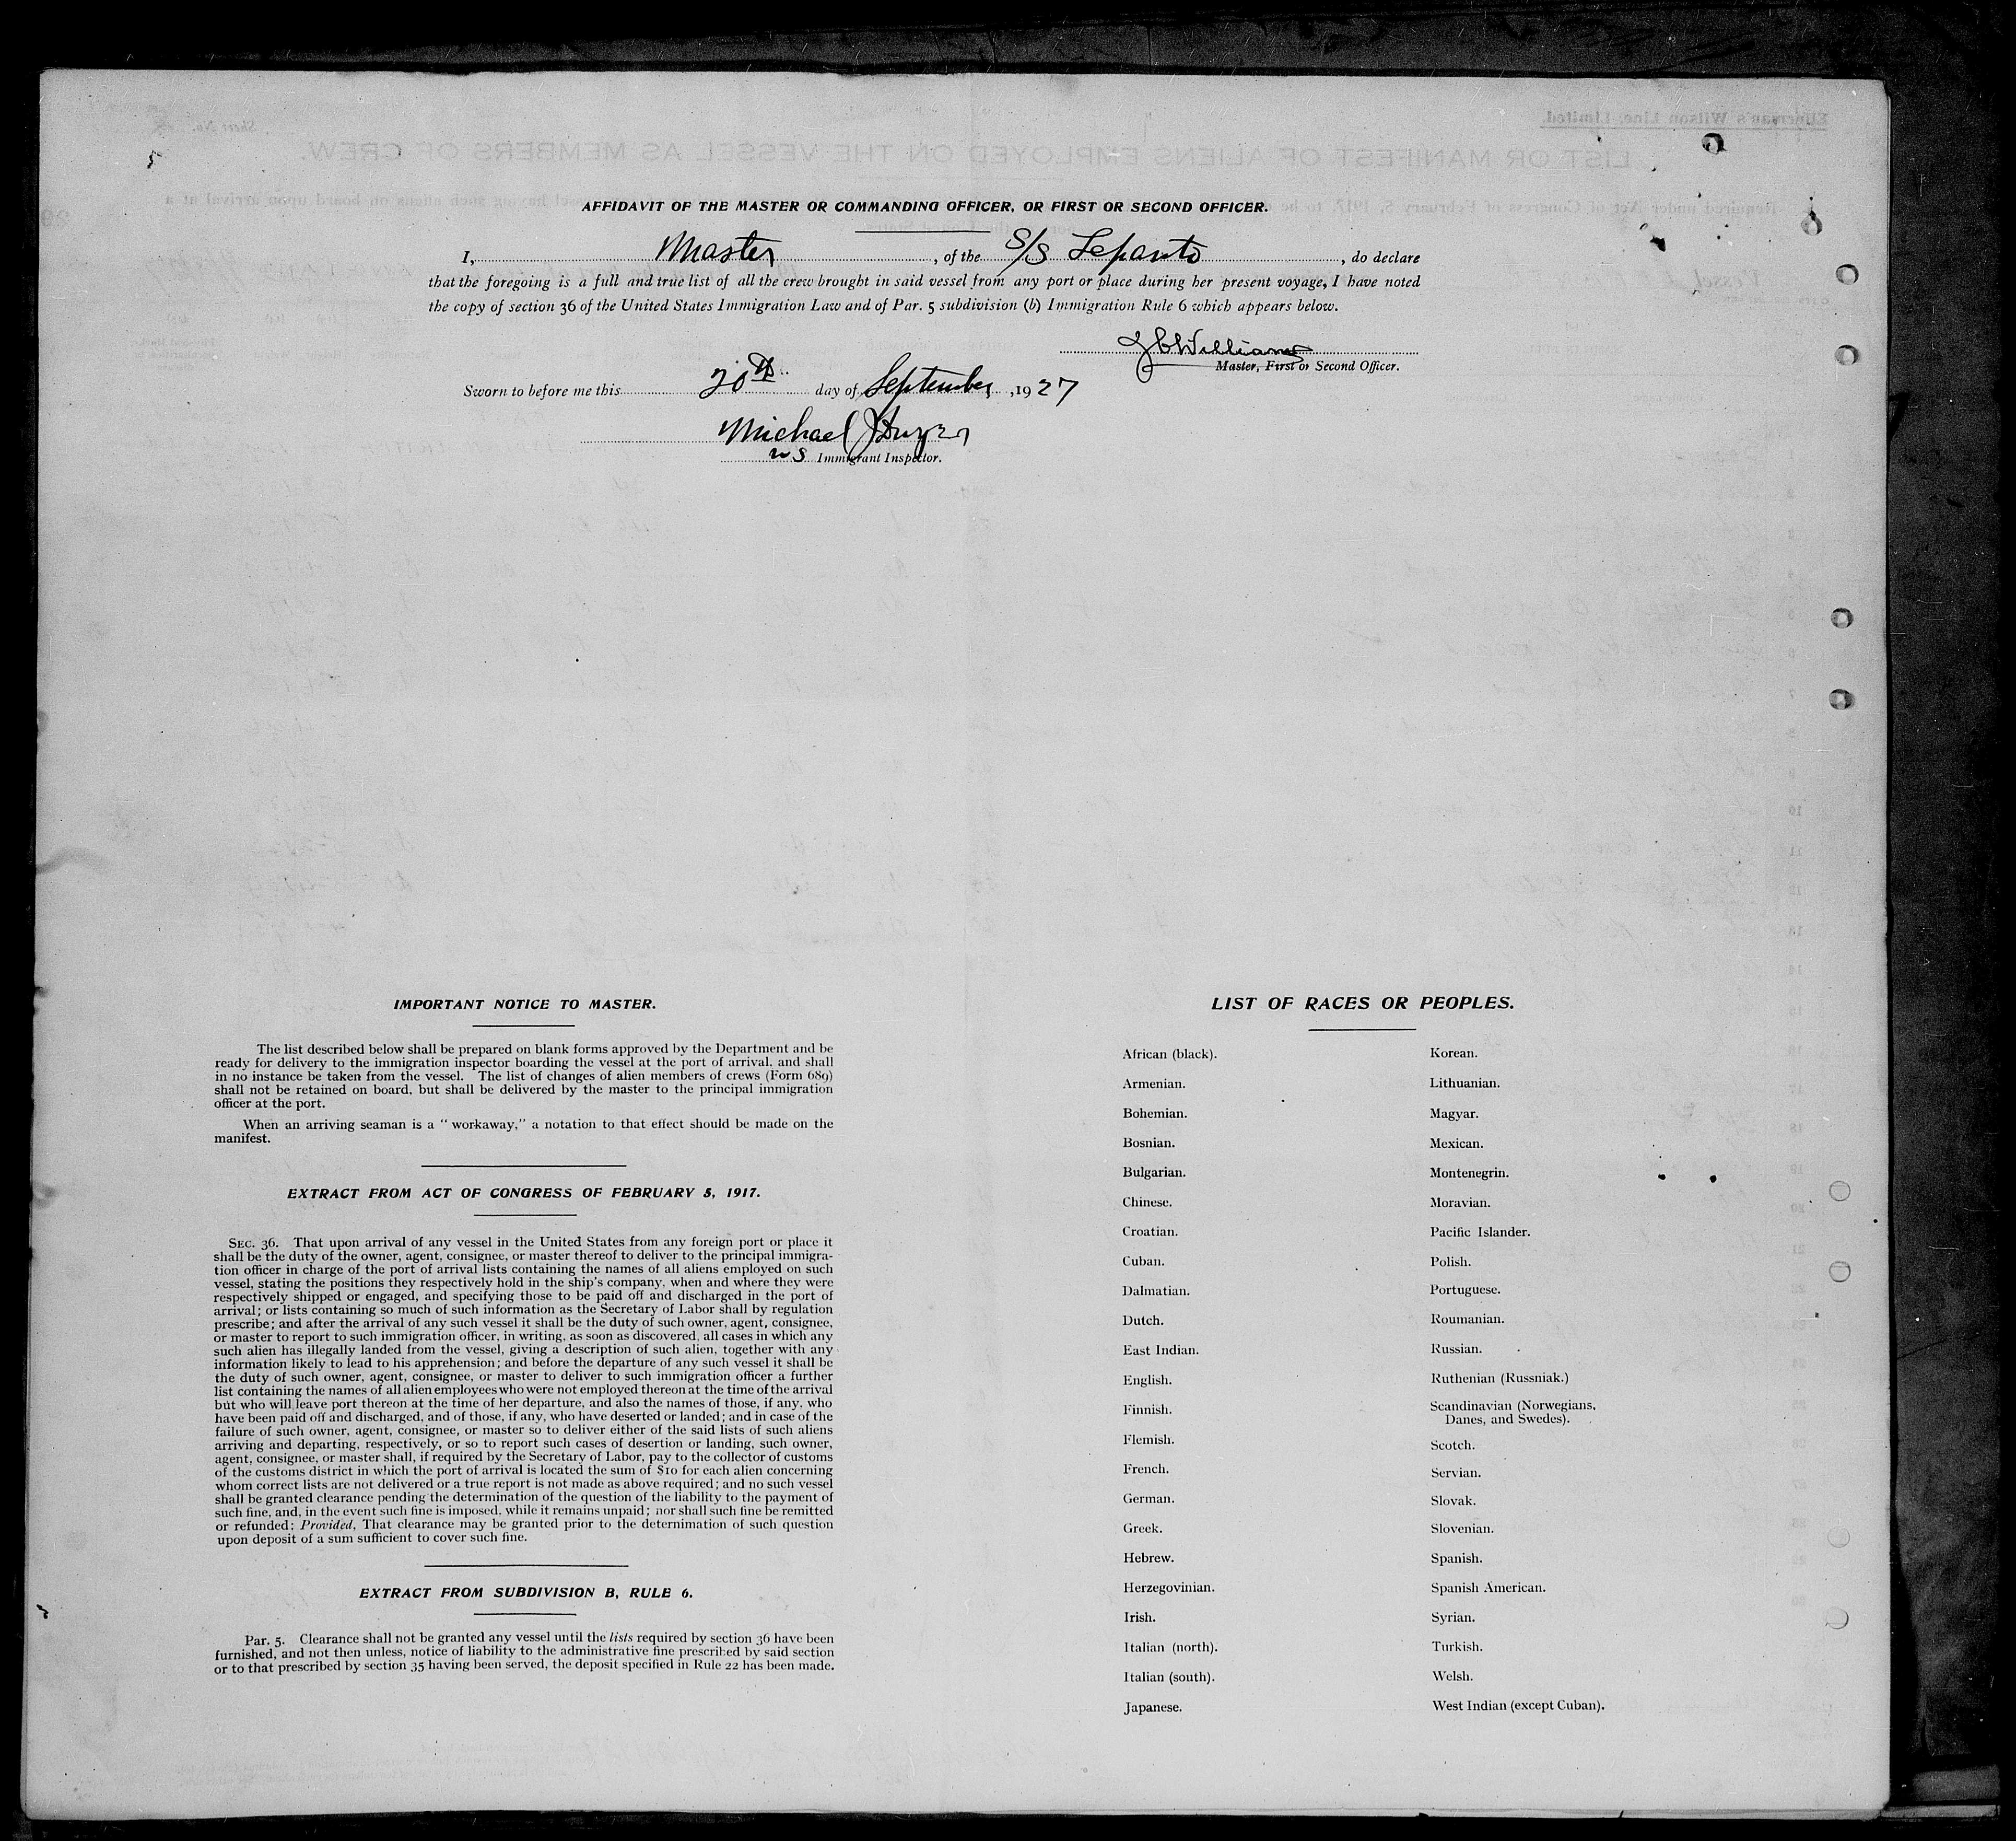 AFFIDAVIT OF THE MASTER OR COMMANDING OFFICER, OR FIRST OR SECOND OFFICER.
I, Master, of the S/S Lepanto, do declare
that the foregoing is a full and true list of all the crew brought in said vessel from any port or place during her present voyage, I have noted
the copy of section 36 of the United States Immigration Law and of Par. 5 subdivision (b) Immigration Rule 6 which appears below.
Williams
Master, First or Second Officer.
Sworn to before me this 20th day of September, 1927
Michael J
US Immigrant Inspector.
IMPORTANT NOTICE TO MASTER.
The list described below shall be prepared on blank forms approved by the Department and be
ready for delivery to the immigration inspector boarding the vessel at the port of arrival, and shall
in no instance be taken from the vessel. The list of changes of alien members of crews (Form 689)
shall not be retained on board, but shall be delivered by the master to the principal immigration
officer at the port.
When an arriving seaman is a "workaway," a notation to that effect should be made on the
manifest.
EXTRACT FROM ACT OF CONGRESS OF FEBRUARY 5, 1917.
SEC. 36. That upon arrival of any vessel in the United States from any foreign port or place it
shall be the duty of the owner, agent, consignee, or master thereof to deliver to the principal immigra-
tion officer in charge of the port of arrival lists containing the names of all aliens employed on such
vessel, stating the positions they respectively hold in the ship's company, when and where they were
respectively shipped or engaged, and specifying those to be paid off and discharged in the port of
arrival; or lists containing so much of such information as the Secretary of Labor shall by regulation
prescribe; and after the arrival of any such vessel it shall be the duty of such owner, agent, consignee,
or master to report to such immigration officer, in writing, as soon as discovered, all cases in which any
such alien has illegally landed from the vessel, giving a description of such alien, together with any
information likely to lead to his apprehension; and before the departure of any such vessel it shall be
the duty of such owner, agent, consignee, or master to deliver to such immigration officer a further
list containing the names of all alien employees who were not employed thereon at the time of the arrival
but who will leave port thereon at the time of her departure, and also the names of those, if any, who
have been paid off and discharged, and of those, if any, who have deserted or landed; and in case of the
failure of such owner, agent, consignee, or master so to deliver either of the said lists of such aliens
arriving and departing, respectively, or so to report such cases of desertion or landing, such owner,
agent, consignee, or master shall, if required by the Secretary of Labor, pay to the collector of customs
of the customs district in which the port of arrival is located the sum of $10 for each alien concerning
whom correct lists are not delivered or a true report is not made as above required; and no such vessel
shall be granted clearance pending the determination of the question of the liability to the payment of
such fine, and, in the event such fine is imposed, while it remains unpaid; nor shall such fine be remitted
or refunded: Provided, That clearance may be granted prior to the deternimation of such question
upon deposit of a sum sufficient to cover such fine.
EXTRACT FROM SUBDIVISION B, RULE 6.
Par. 5. Clearance shall not be granted any vessel until the lists required by section 36 have been
furnished, and not then unless, notice of liability to the administrative fine prescribed by said section
or to that prescribed by section 35 having been served, the deposit specified in Rule 22 has been made.
LIST OF RACES OR PEOPLES.
African (black).
Armenian.
Bohemian.
Bosnian.
Bulgarian.
Chinese.
Croatian.
Cuban.
Dalmatian.
Dutch.
East Indian.
English.
Finnish.
Flemish.
French.
German.
Greek.
Hebrew.
Herzegovinian.
Irish.
Italian (north).
Italian (south).
Japanese.
Korean.
Lithuanian.
Magyar.
Mexican.
Montenegrin.
Moravian.
Pacific Islander.
Polish.
Portuguese.
Roumanian.
Russian.
Ruthenian (Russniak.)
Scandinavian (Norwegians,
Danes, and Swedes).
Scotch.
Servian.
Slovak.
Slovenian.
Spanish.
Spanish American.
Syrian.
Turkish.
Welsh.
West Indian (except Cuban).